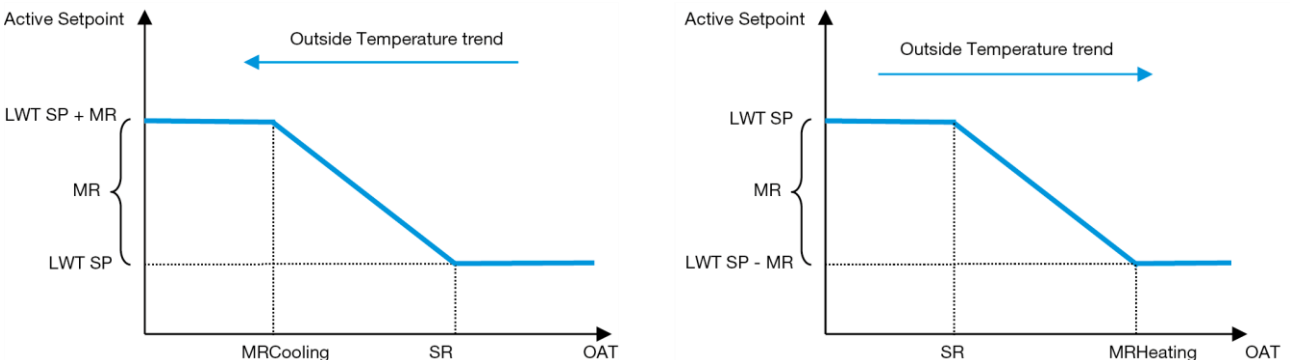 Active Setpoint
Outside Temperature trend
LWT SP + MR
MR
LWT SP
MRCooling
SR
OAT
Active Setpoint
Outside Temperature trend
LWT SP
MR
LWT SP - MR
SR
MRHeating
OAT